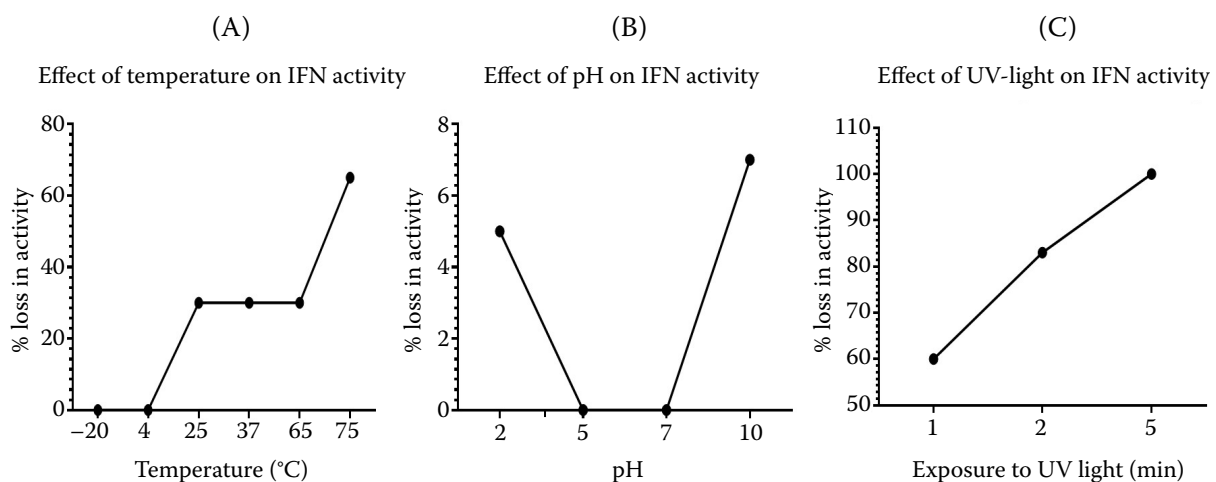 (A)
Effect of temperature on IFN activity
% loss in activity
80
60
40
20
0
–20 4 25 37 65 75
Temperature (°C)
(B)
Effect of pH on IFN activity
% loss in activity
8
6
4
2
0
2 5 7 10
pH
(C)
Effect of UV-light on IFN activity
% loss in activity
110
100
90
80
70
60
50
1 2 5
Exposure to UV light (min)